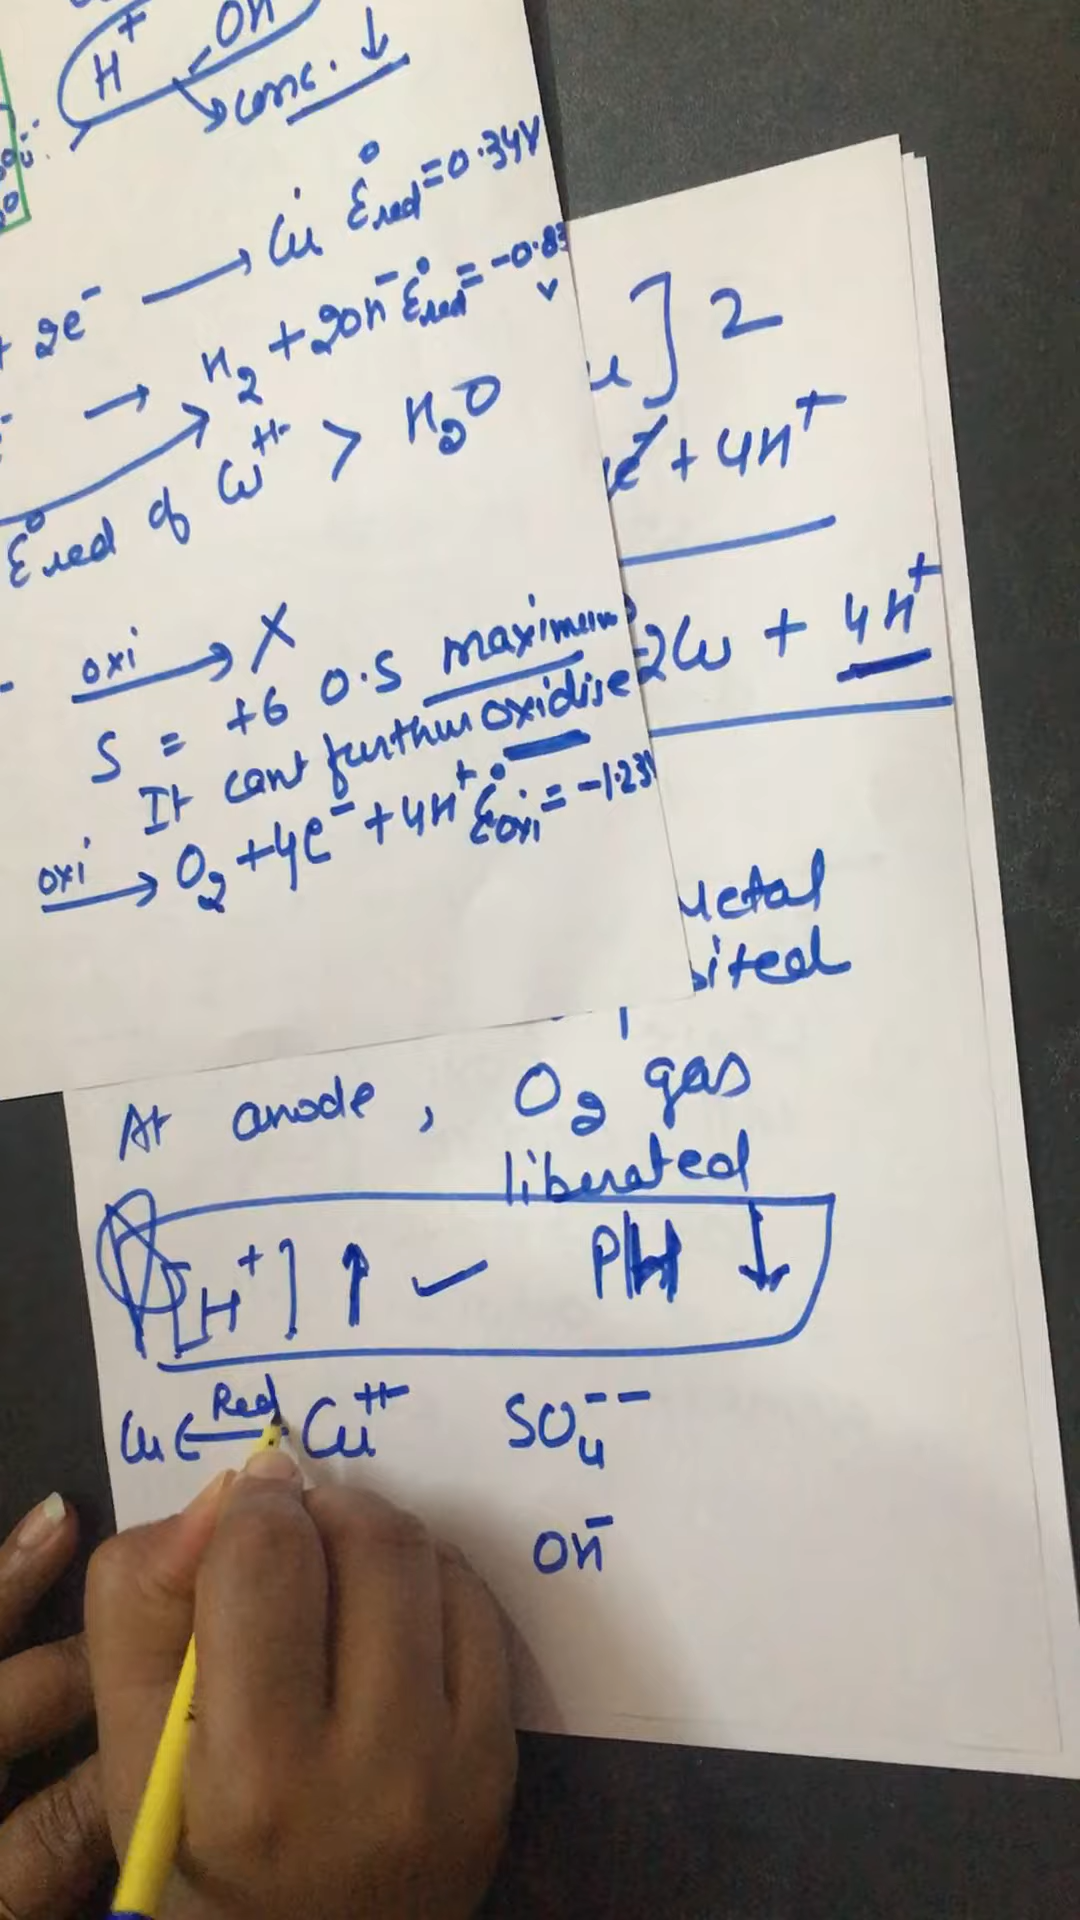 H⁺ OH⁻
→ conc. ↓
+ 2e⁻ → Cu E°red = 0.34V
→ H₂ + 2OH⁻ E°red = -0.83 V
E°red of Cu⁺⁺ > H₂O
oxi → X
S = +6 O.S maximum
It cant further oxidise
oxi → O₂ + 4e⁻ + 4H⁺ E°oxi = -1.23V
] 2
e⁻ + 4H⁺
2Cu + 4H⁺
At anode, O₂ gas
liberated
[H⁺] ↑ ✓ PH ↓
Cu ← Red Cu⁺⁺ SO₄⁻⁻
OH⁻